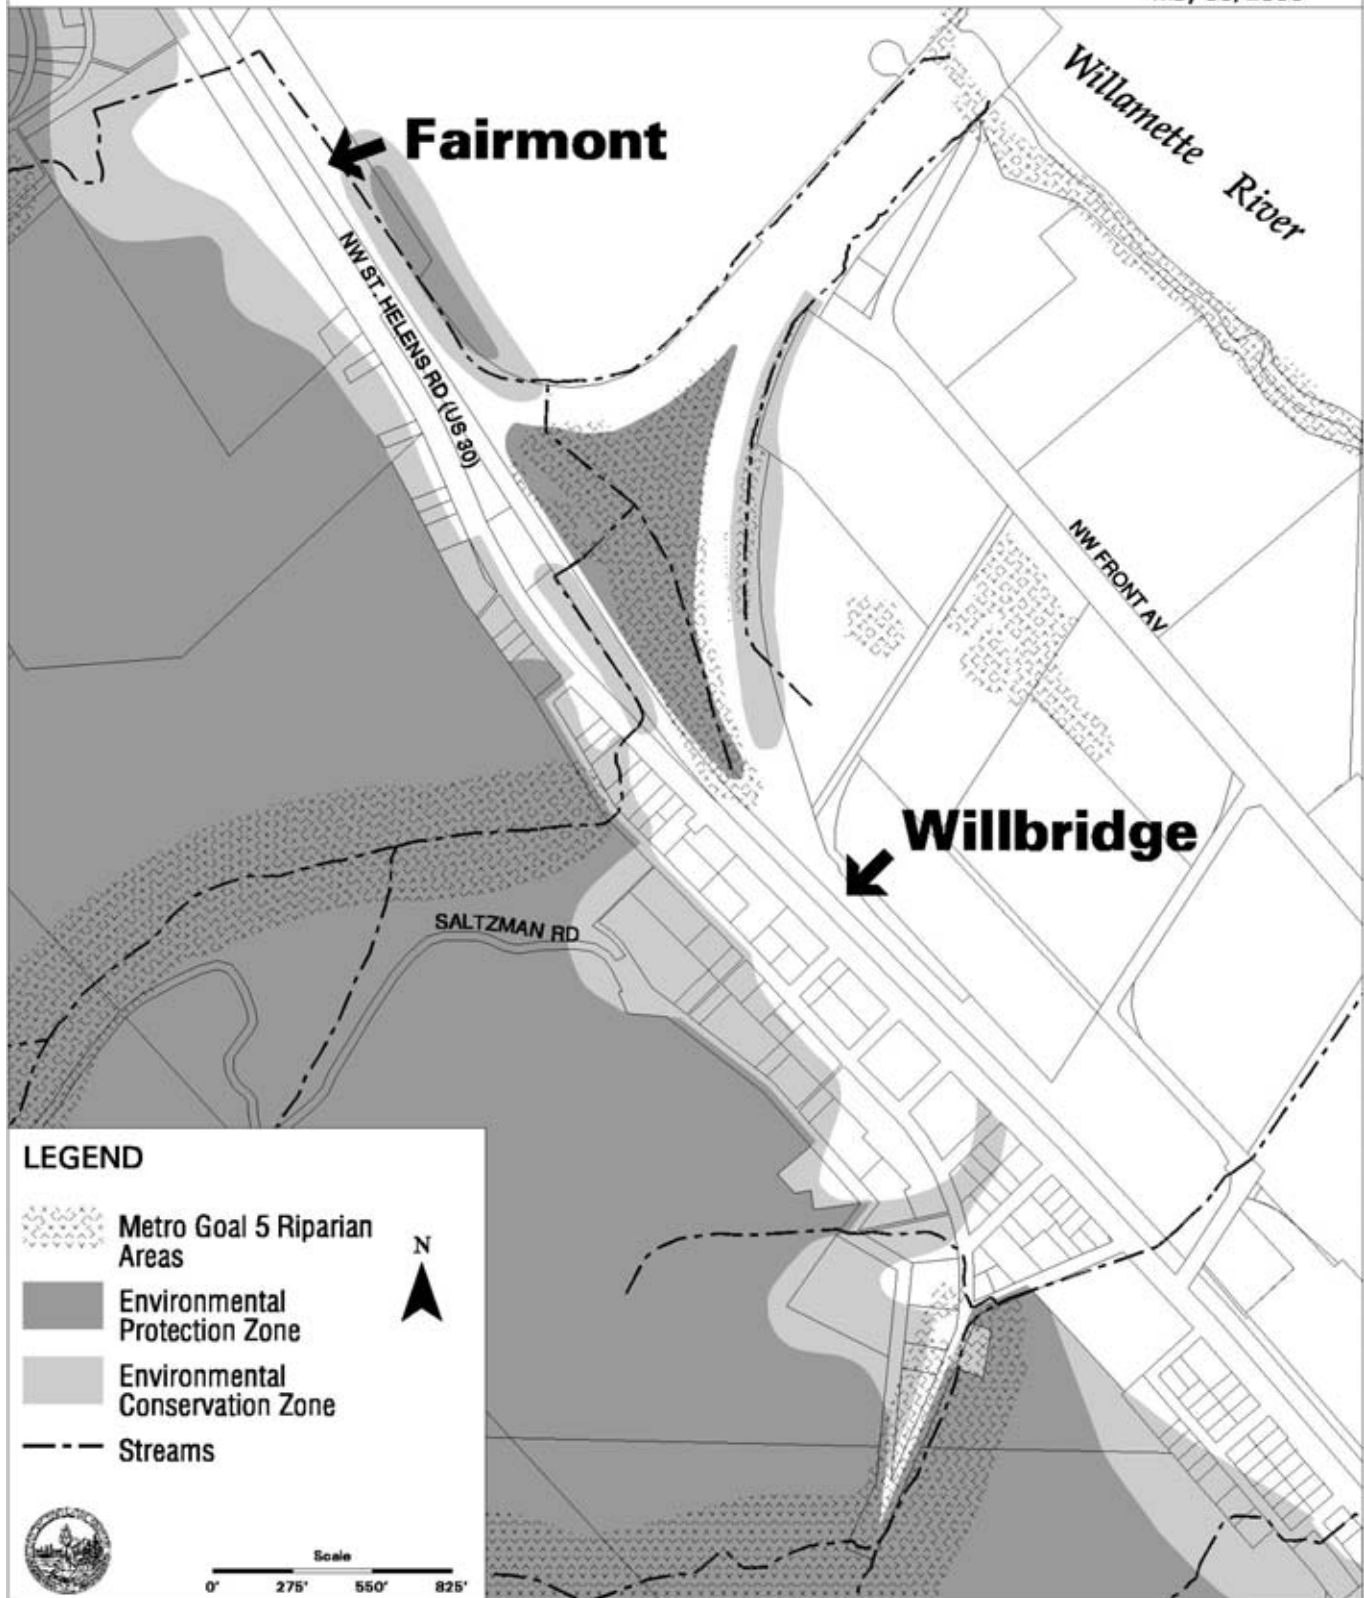 Fairmont
Willamette River
NW ST. HELENS RD (US 30)
NW FRONT AV
Willbridge
SALTZMAN RD
LEGEND
Metro Goal 5 Riparian
Areas
N
Environmental
Protection Zone
Environmental
Conservation Zone
Streams
Scale
0' 275' 550' 825'